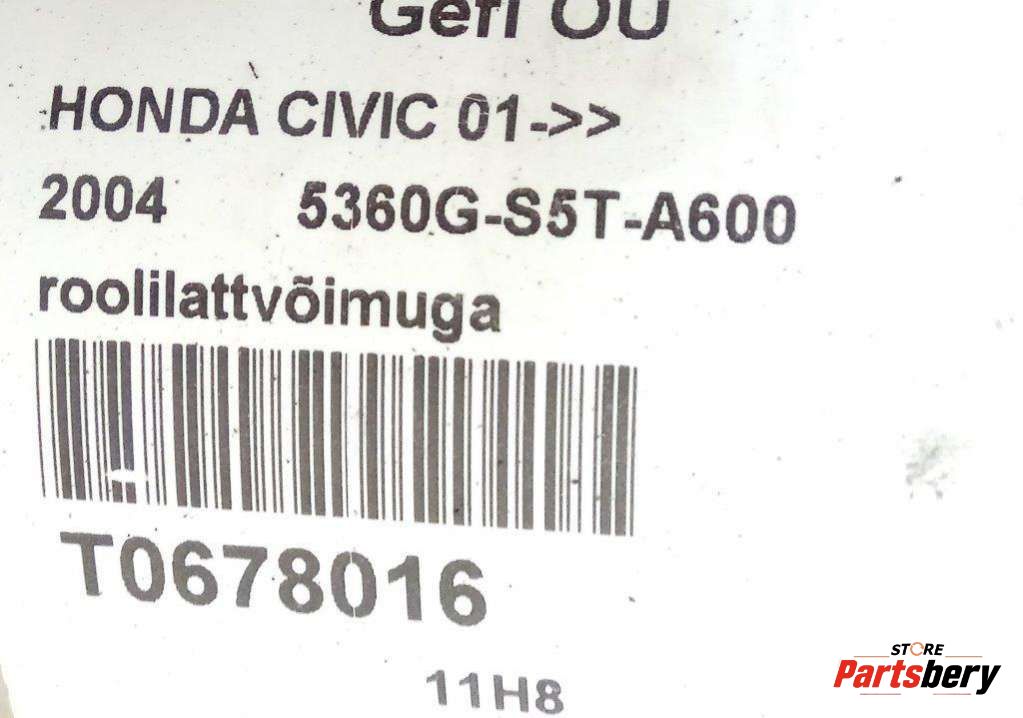 Gefi OÜ
HONDA CIVIC 01->>
2004 5360G-S5T-A600
roolilattvõimuga
T0678016
11H8
STORE
Partsbery